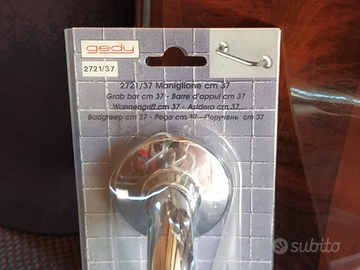 gedy
2721/37
2721/37 Maniglione cm 37
Grab bar cm 37 - Barre d'appui cm 37
Wannengriff cm 37 - Asidero cm 37
Badgreep cm 37 - Pega cm 37 - Поручень cm 37
subito